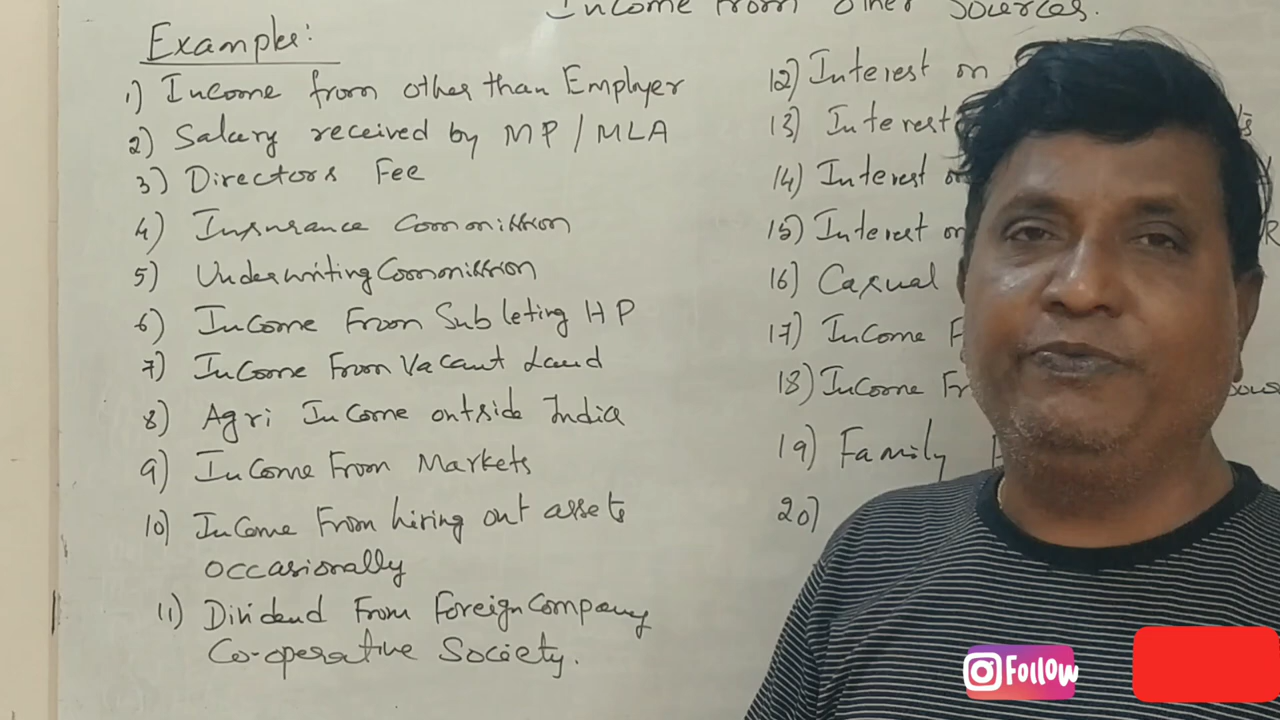 Income From Other Sources.
Examples:
1) Income from other than Employer
2) Salary received by MP / MLA
3) Directors Fee
4) Insurance Commission
5) Underwriting Commission
6) Income From Subleting HP
7) Income From Vacant Land
8) Agri Income outside India
9) Income From Markets
10) Income From hiring out assets
occasionally
11) Dividend From Foreign Company
Co-operative Society.
12) Interest on
13) Interest
14) Interest
15) Interest on
16) Casual
17) Income
18) Income
19) Family
20)
Follow